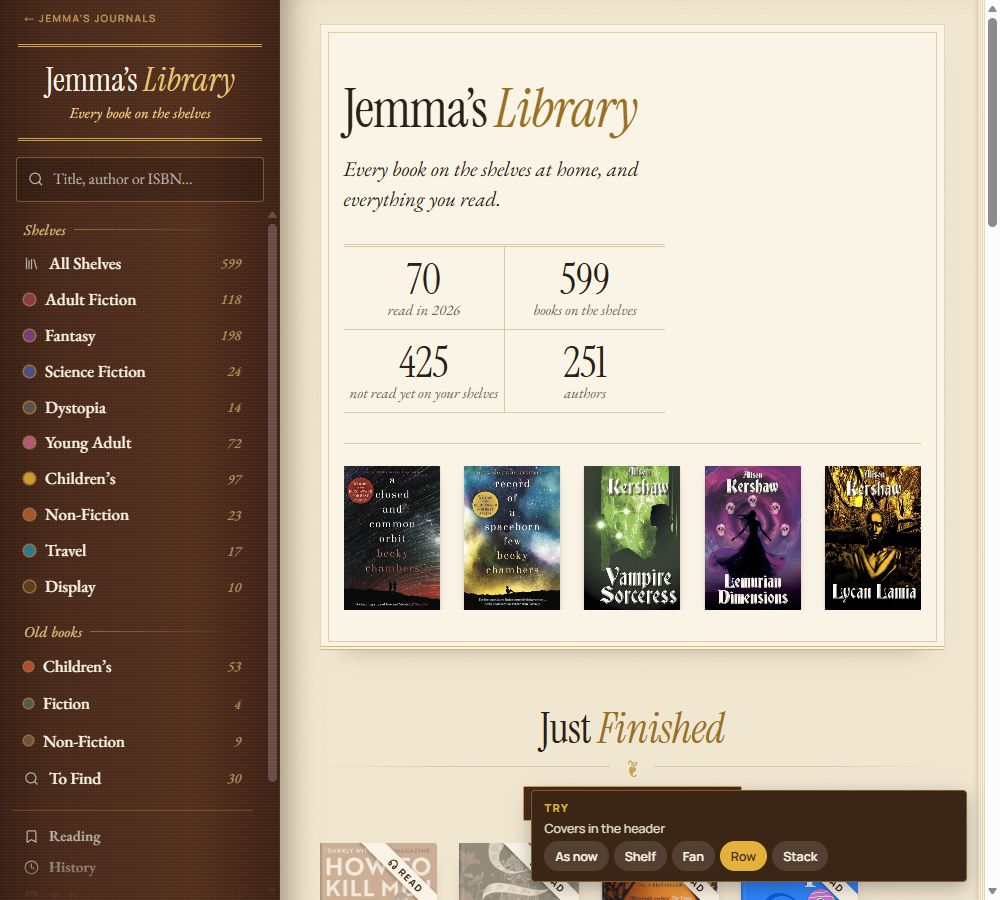 ← JEMMA'S JOURNALS
Jemma's Library
Every book on the shelves
Title, author or ISBN...
Shelves
All Shelves 599
Adult Fiction 118
Fantasy 198
Science Fiction 24
Dystopia 14
Young Adult 72
Children's 97
Non-Fiction 23
Travel 17
Display 10
Old books
Children's 53
Fiction 4
Non-Fiction 9
To Find 30
Reading
History
Jemma's Library
Every book on the shelves at home, and
everything you read.
70
read in 2026
599
books on the shelves
425
not read yet on your shelves
251
authors
a
closed
and
common
orbit
becky
chambers
record
of
a
spaceborn
few
becky
chambers
Alison
Kershaw
Vampire
Sorceress
Alison
Kershaw
Lemurian
Dimensions
Alison
Kershaw
Lycan Lamia
Just Finished
TRY
Covers in the header
As now
Shelf
Fan
Row
Stack
HOW TO
READ